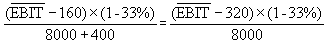 (EBIT−160)×(1-33%) / 8000+400 = (EBIT−320)×(1-33%) / 8000